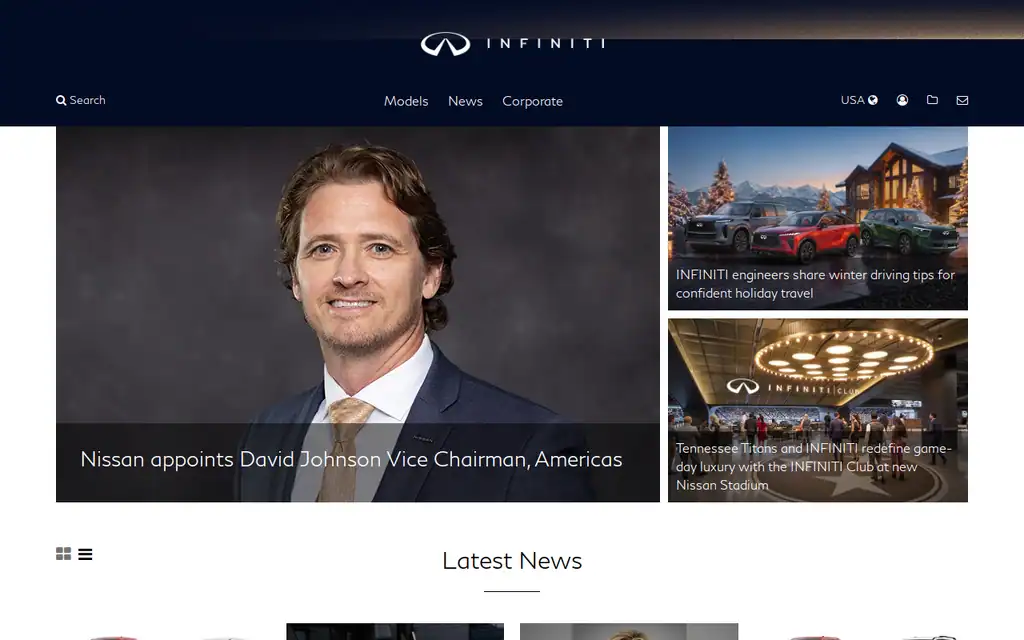 INFINITI
Search
Models
News
Corporate
USA
INFINITI engineers share winter driving tips for
confident holiday travel
INFINITI CLUB
Nissan appoints David Johnson Vice Chairman, Americas
Tennessee Titans and INFINITI redefine game-
day luxury with the INFINITI Club at new
Nissan Stadium
Latest News